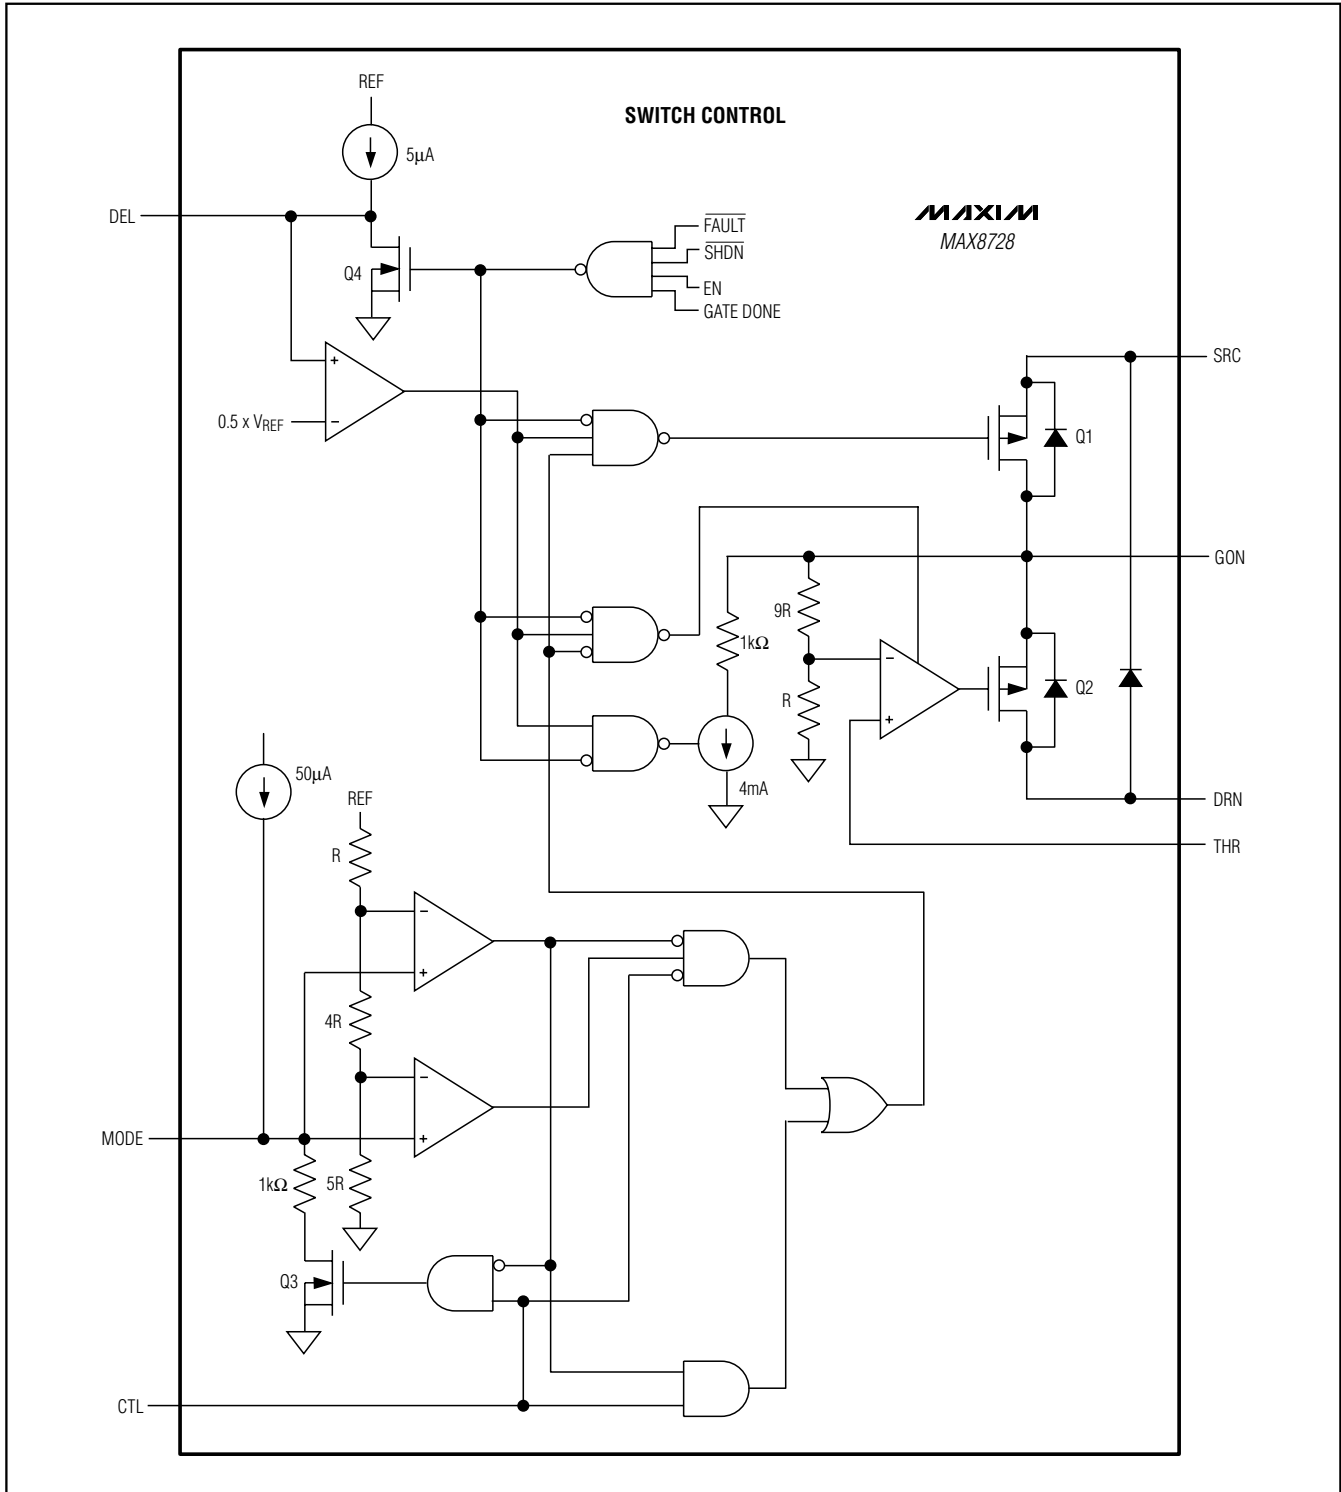 REF
SWITCH CONTROL
5µA
MAXIM
MAX8728
DEL
FAULT
SHDN
EN
GATE DONE
Q4
SRC
0.5 x VREF
Q1
GON
9R
1kΩ
R
Q2
50µA
4mA
REF
DRN
R
THR
4R
MODE
1kΩ
5R
Q3
CTL